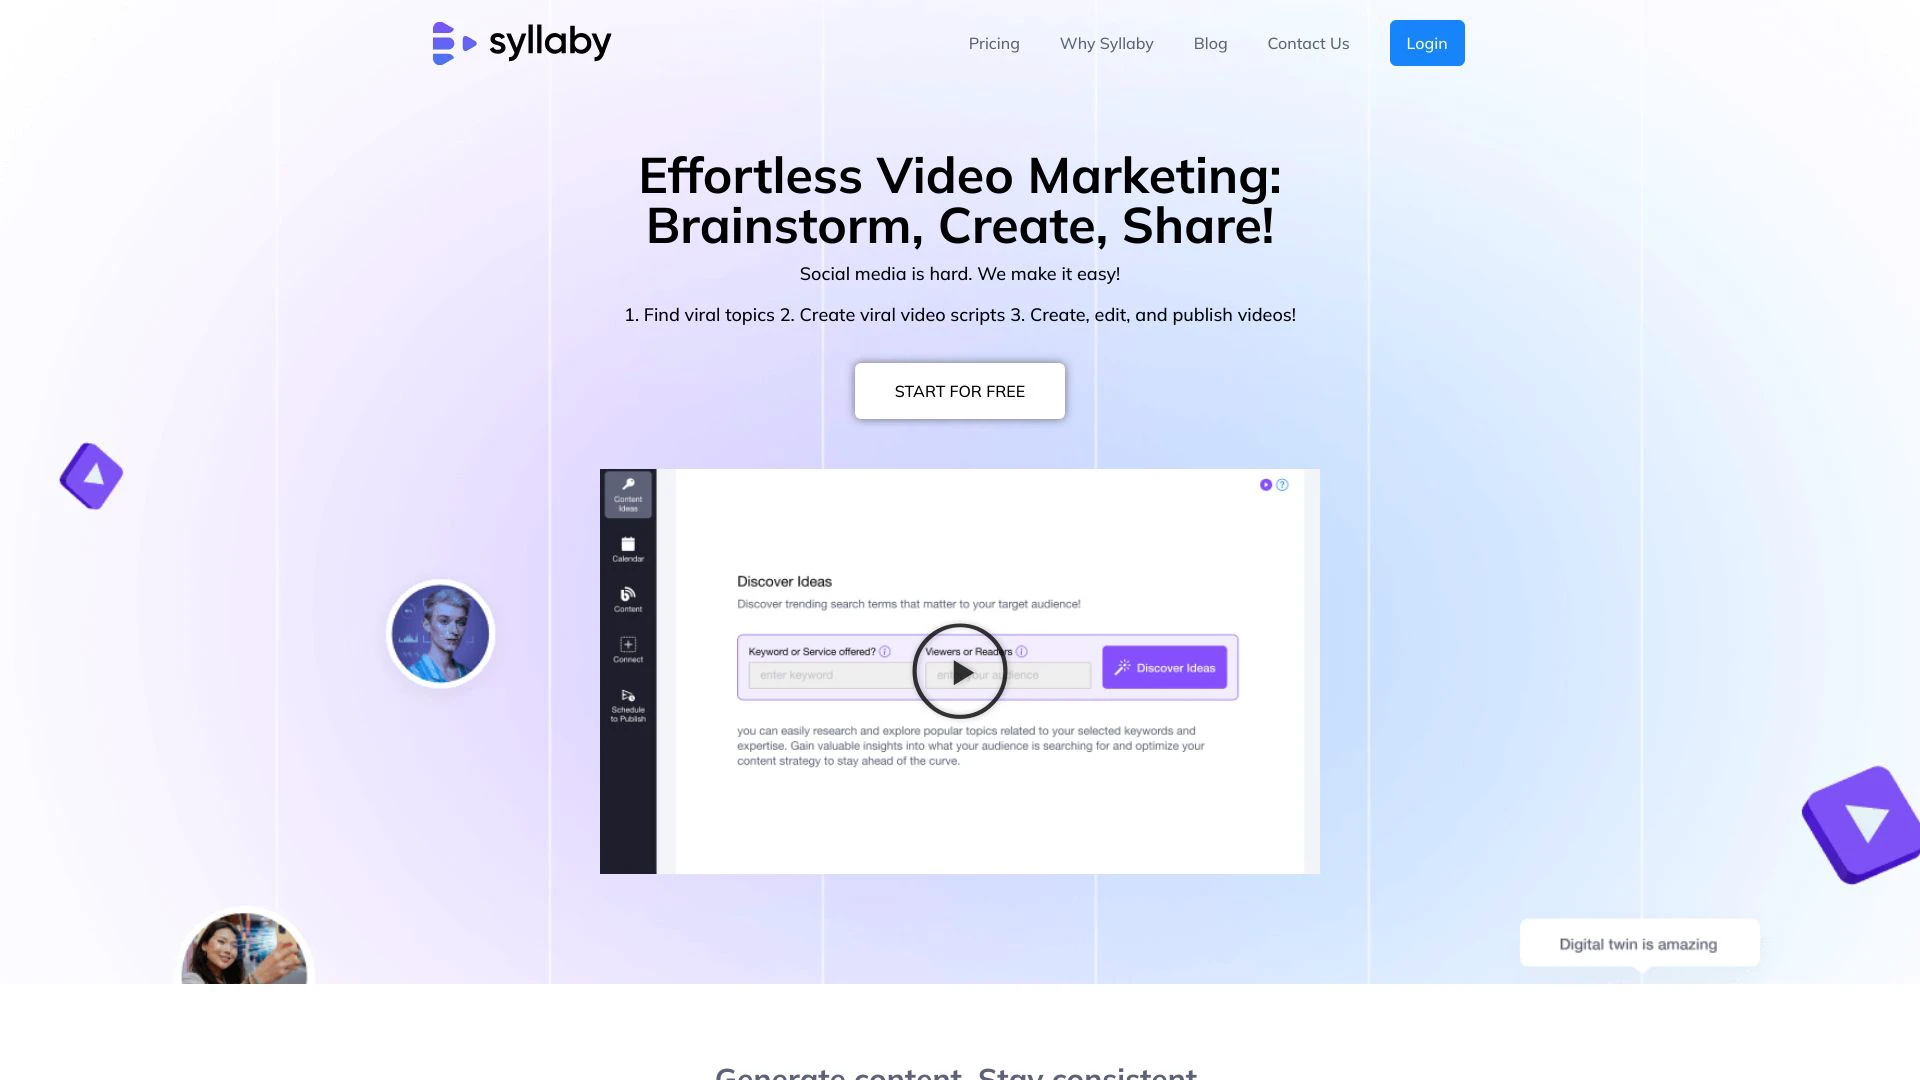 syllaby
Pricing
Why Syllaby
Blog
Contact Us
Login
Effortless Video Marketing:
Brainstorm, Create, Share!
Social media is hard. We make it easy!
1. Find viral topics 2. Create viral video scripts 3. Create, edit, and publish videos!
START FOR FREE
Content
Ideas
Calendar
Content
Connect
Schedule
to Publish
Discover Ideas
Discover trending search terms that matter to your target audience!
Keyword or Service offered?
Viewers or Readers
enter keyword
enter your audience
Discover Ideas
you can easily research and explore popular topics related to your selected keywords and
expertise. Gain valuable insights into what your audience is searching for and optimize your
content strategy to stay ahead of the curve.
Digital twin is amazing
Generate content. Stay consistent.